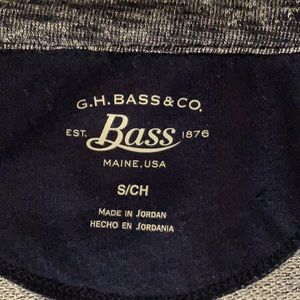 G.H. BASS & CO.
EST. Bass 1876
MAINE, USA
S/CH
MADE IN JORDAN
HECHO EN JORDANIA